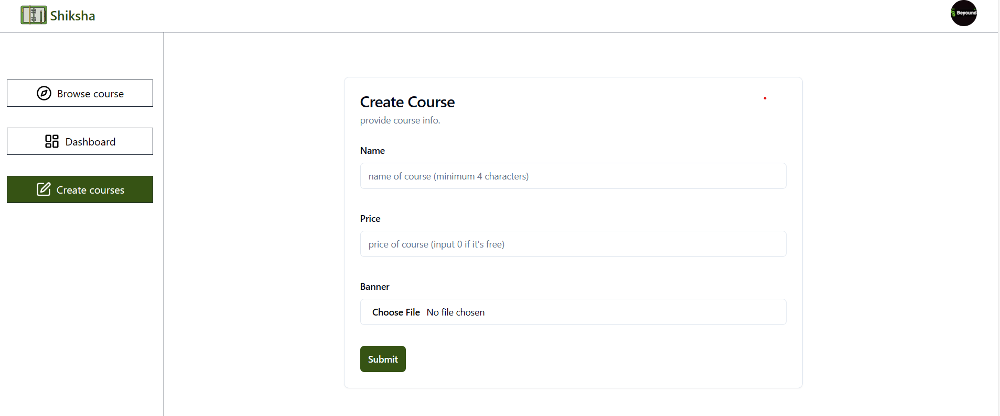 Shiksha
Beyound
Browse course
Dashboard
Create courses
Create Course
provide course info.
Name
name of course (minimum 4 characters)
Price
price of course (input 0 if it's free)
Banner
Choose File No file chosen
Submit